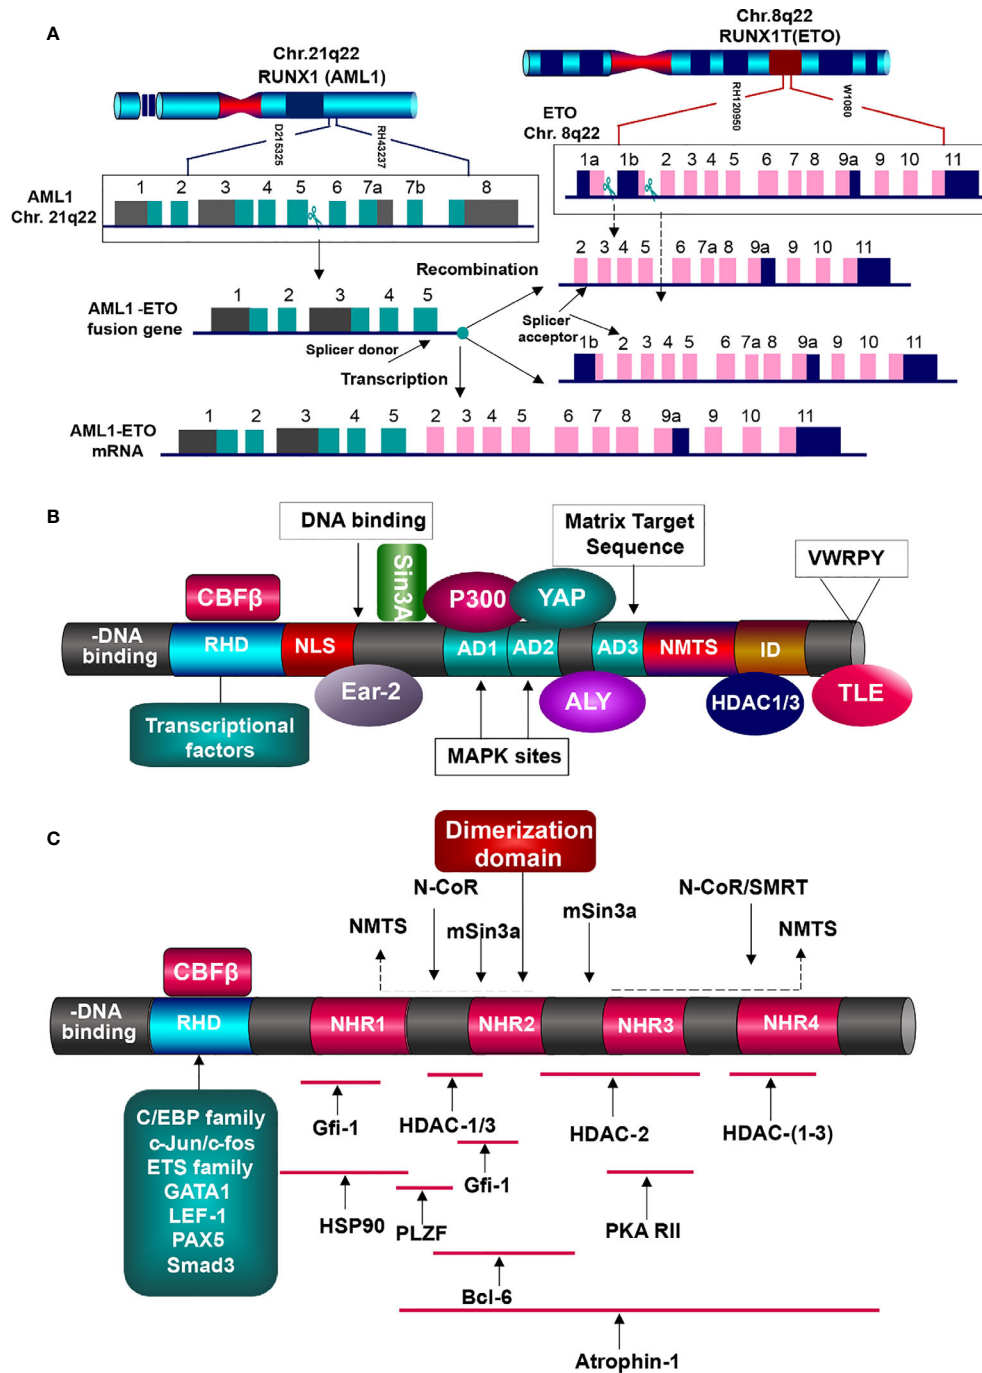 A
Chr.21q22
RUNX1 (AML1)
Chr.8q22
RUNX1T(ETO)
D21S325
RH43237
RH120950
W1080
ETO
Chr. 8q22
1a 1b 2 3 4 5 6 7 8 9a 9 10 11
AML1
Chr. 21q22
1 2 3 4 5 6 7a 7b 8
Recombination
2 3 4 5 6 7a 8 9a 9 10 11
AML1 -ETO
fusion gene
1 2 3 4 5
Splicer donor
Splicer
acceptor
Transcription
1b 2 3 4 5 6 7a 8 9a 9 10 11
AML1-ETO
mRNA
1 2 3 4 5 2 3 4 5 6 7 8 9a 9 10 11
B
DNA binding
Sin3A
Matrix Target
Sequence
VWRPY
CBFβ
P300
YAP
-DNA
binding
RHD
NLS
AD1
AD2
AD3
NMTS
ID
Ear-2
ALY
HDAC1/3
TLE
Transcriptional
factors
MAPK sites
C
Dimerization
domain
N-CoR
N-CoR/SMRT
NMTS
mSin3a
mSin3a
NMTS
CBFβ
-DNA
binding
RHD
NHR1
NHR2
NHR3
NHR4
C/EBP family
c-Jun/c-fos
ETS family
GATA1
LEF-1
PAX5
Smad3
Gfi-1
HDAC-1/3
HDAC-2
HDAC-(1-3)
Gfi-1
HSP90
PLZF
PKA RII
Bcl-6
Atrophin-1